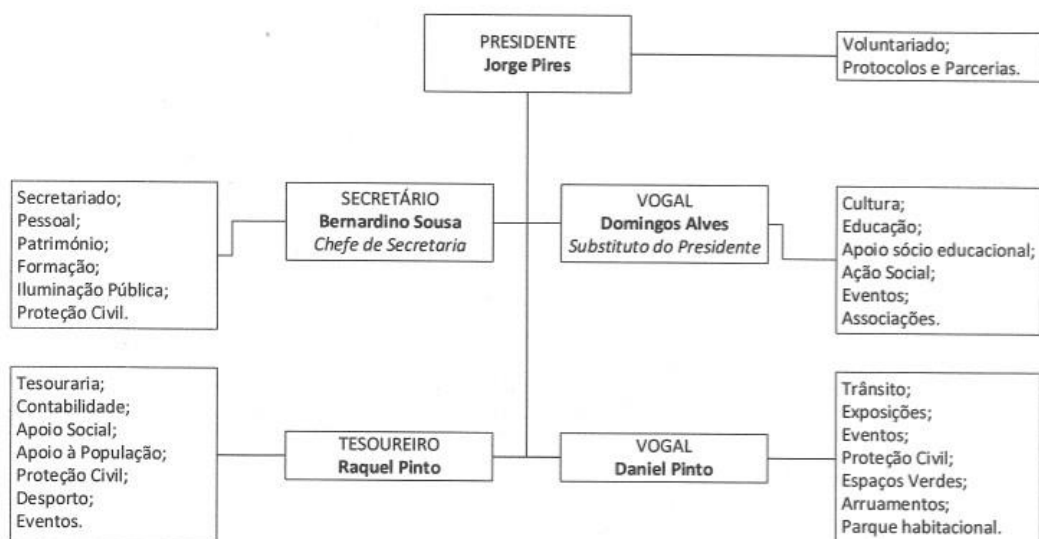 PRESIDENTE
Jorge Pires
Voluntariado;
Protocolos e Parcerias.
Secretariado;
Pessoal;
Património;
Formação;
Iluminação Pública;
Proteção Civil.
SECRETÁRIO
Bernardino Sousa
Chefe de Secretaria
VOGAL
Domingos Alves
Substituto do Presidente
Cultura;
Educação;
Apoio sócio educacional;
Ação Social;
Eventos;
Associações.
Tesouraria;
Contabilidade;
Apoio Social;
Apoio à População;
Proteção Civil;
Desporto;
Eventos.
TESOUREIRO
Raquel Pinto
VOGAL
Daniel Pinto
Trânsito;
Exposições;
Eventos;
Proteção Civil;
Espaços Verdes;
Arruamentos;
Parque habitacional.